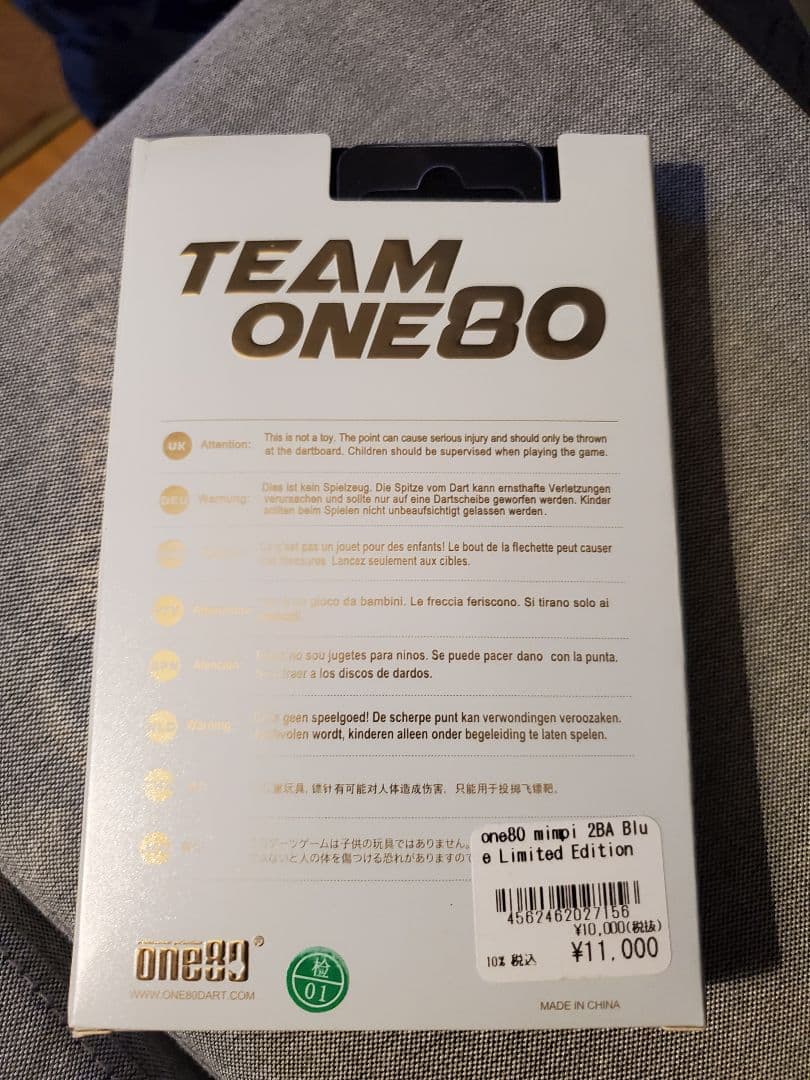 TEAM
ONE80
UK Attention: This is not a toy. The point can cause serious injury and should only be thrown
at the dartboard. Children should be supervised when playing the game.
DEU Warnung: Dies ist kein Spielzeug. Die Spitze vom Dart kann ernsthafte Verletzungen
verursachen und sollte nur auf eine Dartscheibe geworfen werden. Kinder
sollten beim Spielen nicht unbeaufsichtigt gelassen werden.
pas un jouet pour des enfants! Le bout de la flechette peut causer
Lancez seulement aux cibles.
gioco da bambini. Le freccia feriscono. Si tirano solo ai
Atencion: no sou jugetes para ninos. Se puede pacer dano con la punta.
a los discos de dardos.
Warning: geen speelgoed! De scherpe punt kan verwondingen veroozaken.
wordt, kinderen alleen onder begeleiding te laten spelen.
玩具, 镖针有可能对人体造成伤害, 只能用于投掷飞镖靶。
ダーツゲームは子供の玩具ではありません。
ないと人の体を傷つける恐れがありますので
one80 mimpi 2BA Blu
e Limited Edition
4562462027156
¥10,000(税抜)
10% 税込 ¥11,000
one80®
WWW.ONE80DART.COM
检
01
MADE IN CHINA